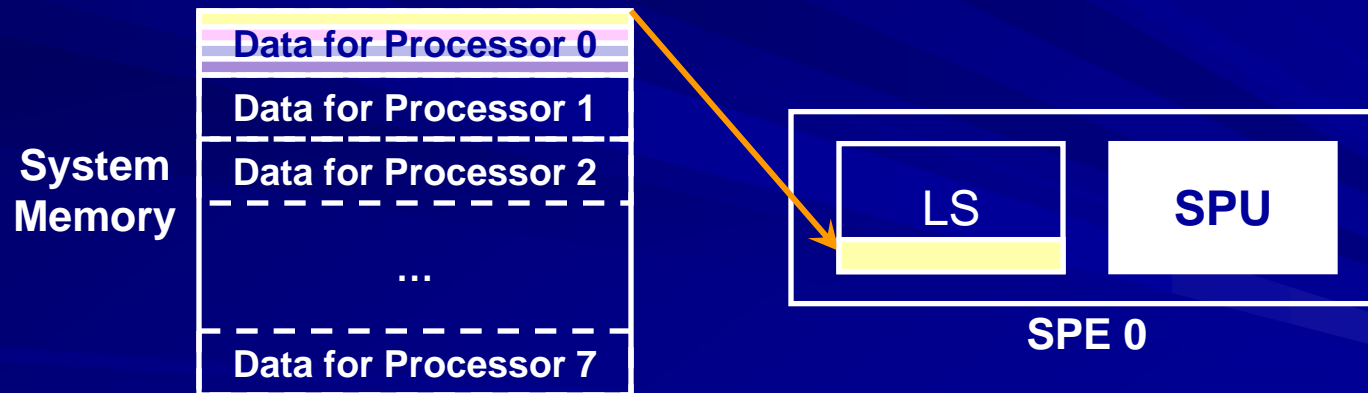 Data for Processor 0
Data for Processor 1
Data for Processor 2
…
Data for Processor 7
System
Memory
LS
SPU
SPE 0